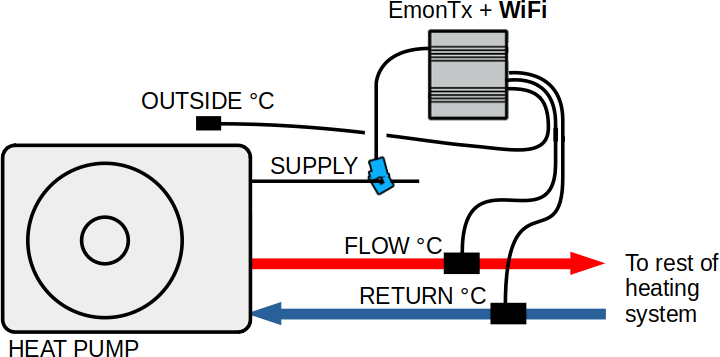 EmonTx + WiFi
OUTSIDE °C
SUPPLY
FLOW °C
To rest of
heating
system
RETURN °C
HEAT PUMP